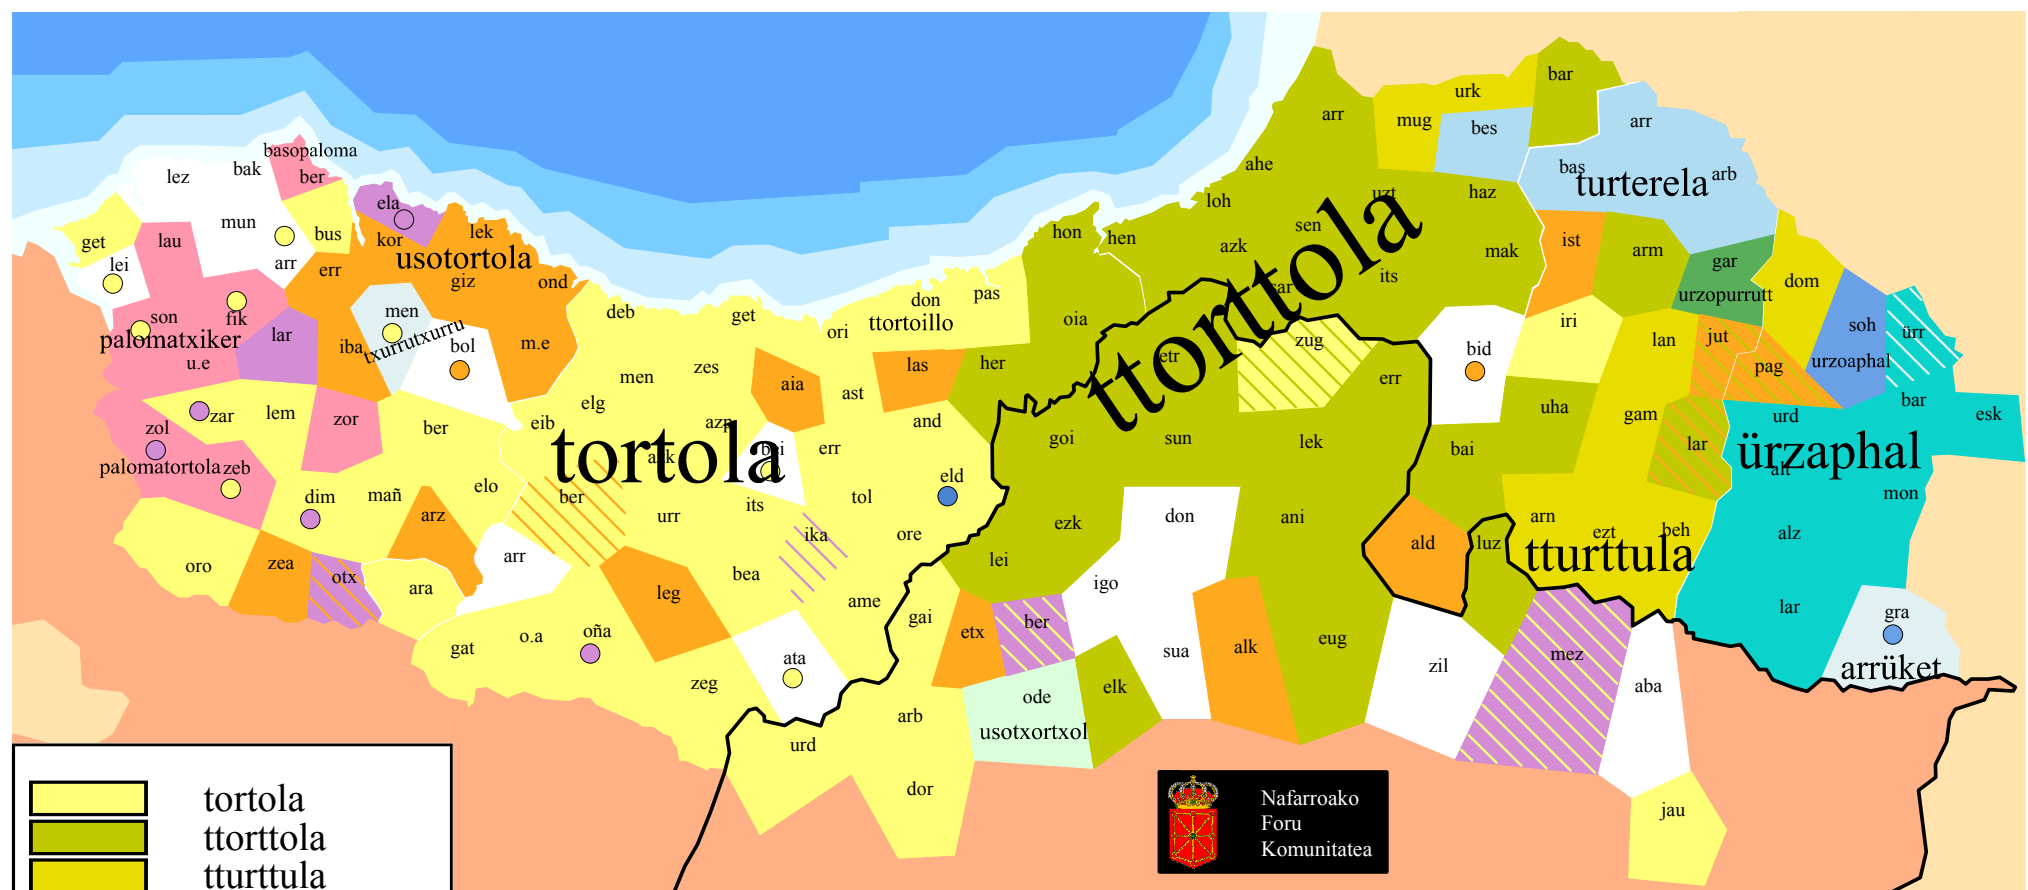 bar
urk
arr
mug
bes
arr
basopaloma
bak
lez
ber
ahe
bas
turterela
arb
uzt
haz
ela
loh
mun
bus
kor
lek
hon
hen
sen
get
lau
azk
mak
ist
arm
gar
usotortola
lei
arr
err
giz
ond
its
sar
dom
urzopurrutt
don
pas
son
fik
men
deb
get
ori
ttortoillo
oia
iri
soh
ürr
palomatxiker
lar
iba
txurrutxurru
bol
m.e
zug
bid
lan
jut
urzoaphal
u.e
zes
las
her
etr
ttorttola
pag
men
aia
ast
err
zar
lem
zor
ber
elg
eib
azp
and
uha
gam
urd
bar
esk
zol
tortola
azk
bei
err
goi
sun
lek
bai
lar
ürzaphal
alt
palomatortola
zeb
elo
eld
dim
mañ
ber
its
tol
mon
arz
urr
ezk
don
ani
arn
ezt
beh
ika
ore
ald
luz
alz
oro
zea
otx
arr
lei
tturttula
ara
leg
bea
ame
igo
gai
etx
ber
lar
gra
gat
o.a
oña
sua
alk
eug
zil
mez
arrüket
ata
zeg
ode
elk
aba
arb
usotxortxol
urd
dor
jau
tortola
ttorttola
tturttula
Nafarroako
Foru
Komunitatea